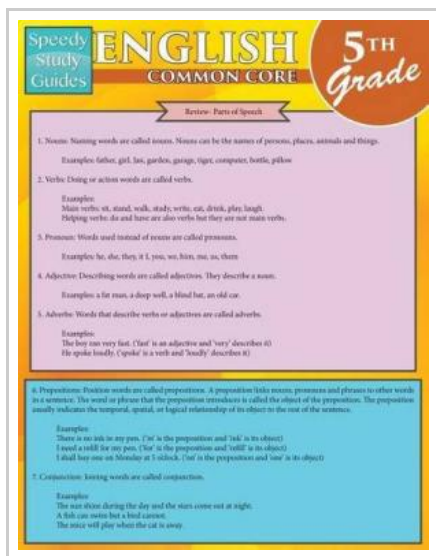 Speedy
Study
Guides
ENGLISH
COMMON CORE
5TH
Grade
Review- Parts of Speech
1. Nouns: Naming words are called nouns. Nouns can be the names of persons, places, animals and things.
Examples: father, girl, Jan, garden, garage, tiger, computer, bottle, pillow
2. Verbs: Doing or action words are called verbs.
Examples:
Main verbs: sit, stand, walk, study, write, eat, drink, play, laugh
Helping verbs: do and have are also verbs but they are not main verbs.
3. Pronoun: Words used instead of nouns are called pronouns.
Examples: he, she, they, it I, you, we, him, me, us, them
4. Adjective: Describing words are called adjectives. They describe a noun.
Examples: a fat man, a deep well, a blind bat, an old car.
5. Adverbs: Words that describe verbs or adjectives are called adverbs.
Examples:
The boy ran very fast. ('fast' is an adjective and 'very' describes it)
He spoke loudly. ('spoke' is a verb and 'loudly' describes it)
6. Prepositions: Position words are called prepositions. A preposition links nouns, pronouns and phrases to other words
in a sentence. The word or phrase that the preposition introduces is called the object of the preposition. The preposition
usually indicates the temporal, spatial, or logical relationship of its object to the rest of the sentence.
Examples:
There is no ink in my pen. ('in' is the preposition and 'ink' is its object)
I need a refill for my pen. ('for' is the preposition and 'refill' is its object)
I shall buy one on Monday at 5 o'clock. ('on' is the preposition and 'one' is its object)
7. Conjunction: Joining words are called conjunction.
Examples:
The sun shine during the day and the stars come out at night.
A fish can swim but a bird cannot.
The mice will play when the cat is away.